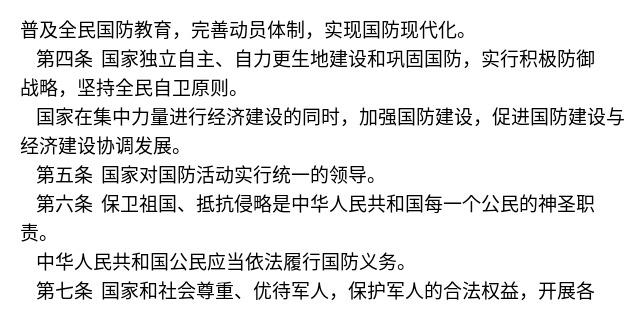 普及全民国防教育，完善动员体制，实现国防现代化。
第四条 国家独立自主、自力更生地建设和巩固国防，实行积极防御
战略，坚持全民自卫原则。
国家在集中力量进行经济建设的同时，加强国防建设，促进国防建设与
经济建设协调发展。
第五条 国家对国防活动实行统一的领导。
第六条 保卫祖国、抵抗侵略是中华人民共和国每一个公民的神圣职
责。
中华人民共和国公民应当依法履行国防义务。
第七条 国家和社会尊重、优待军人，保护军人的合法权益，开展各